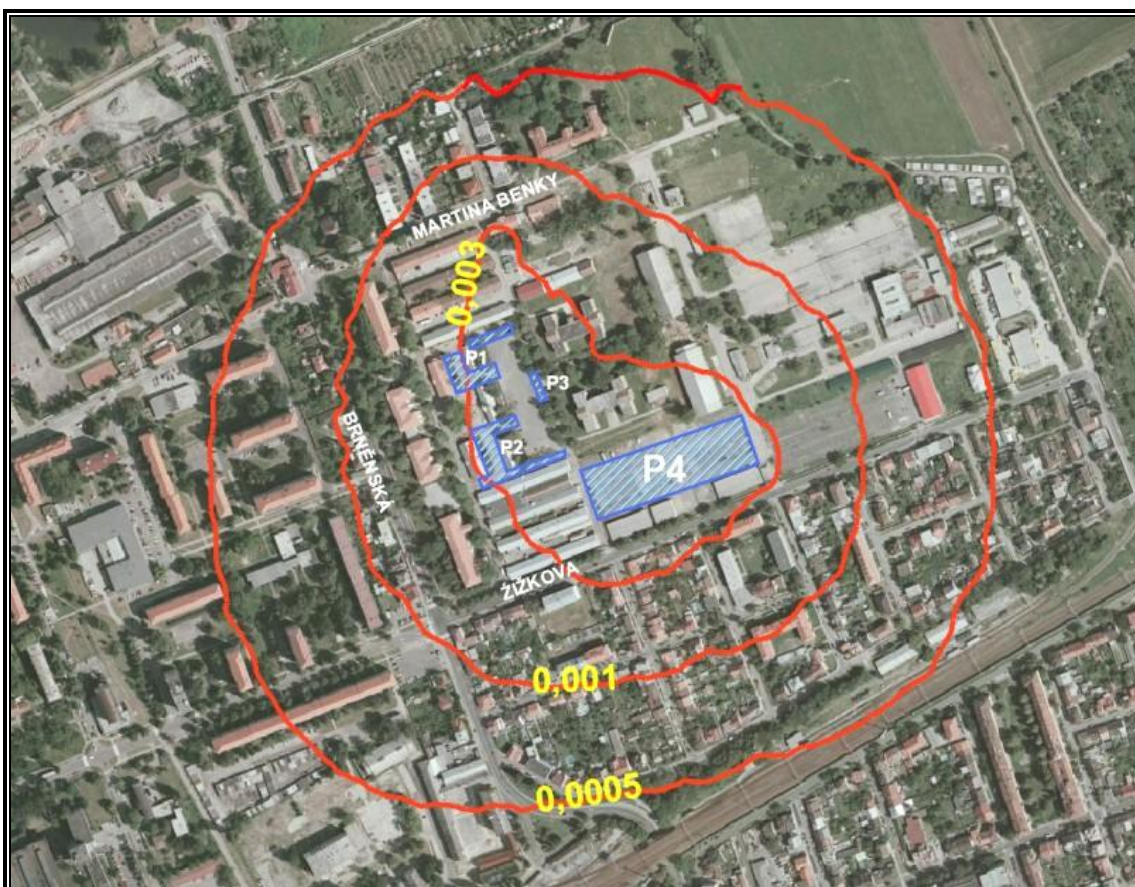 MARTINA BENKY
0,003
P1
P3
BRNĚNSKÁ
P2
P4
ŽIŽKOVA
0,001
0,0005